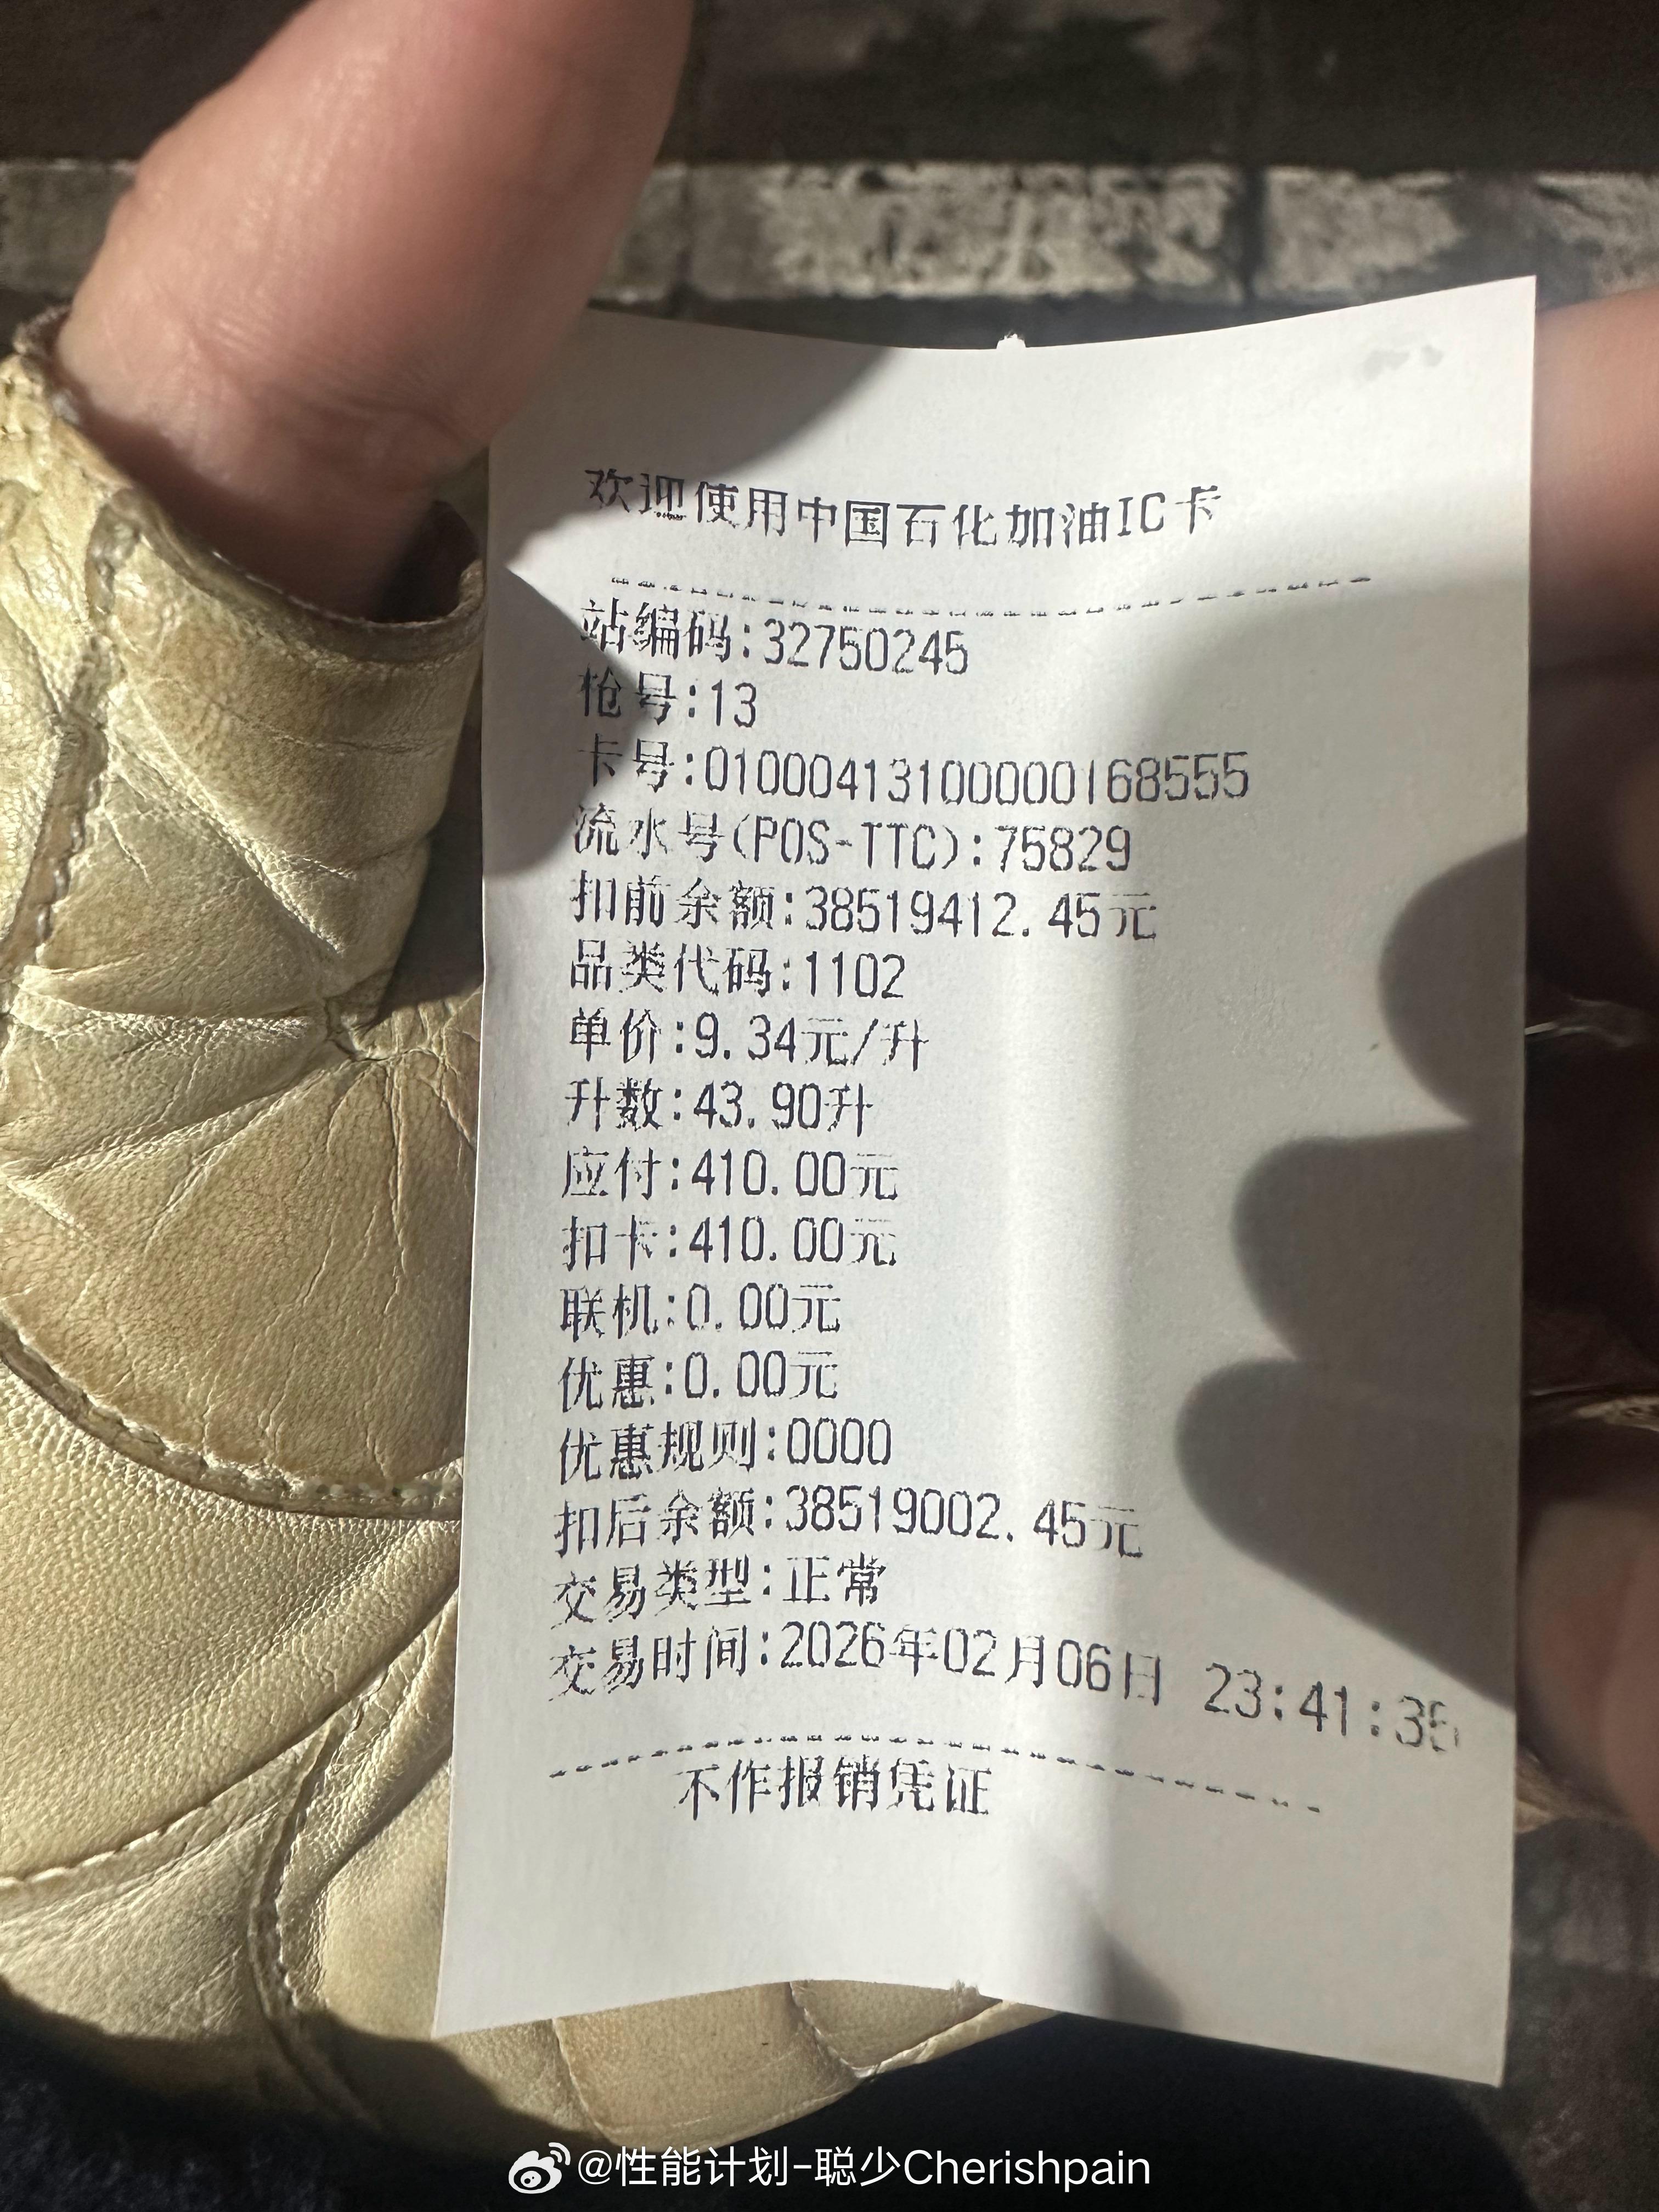 欢迎使用中国石化加油IC卡
站编码:32750245
枪号:13
卡号:0100041310000016​8555
流水号(POS-TTC):75829
扣前余额:38519412.45元
品类代码:1102
单价:9.34元/升
升数:43.90升
应付:410.00元
扣卡:410.00元
联机:0.00元
优惠:0.00元
优惠规则:0000
扣后余额:38519002.45元
交易类型:正常
交易时间:2026年02月06日 23:41:35
不作报销凭证
@性能计划-聪少Cherishpain